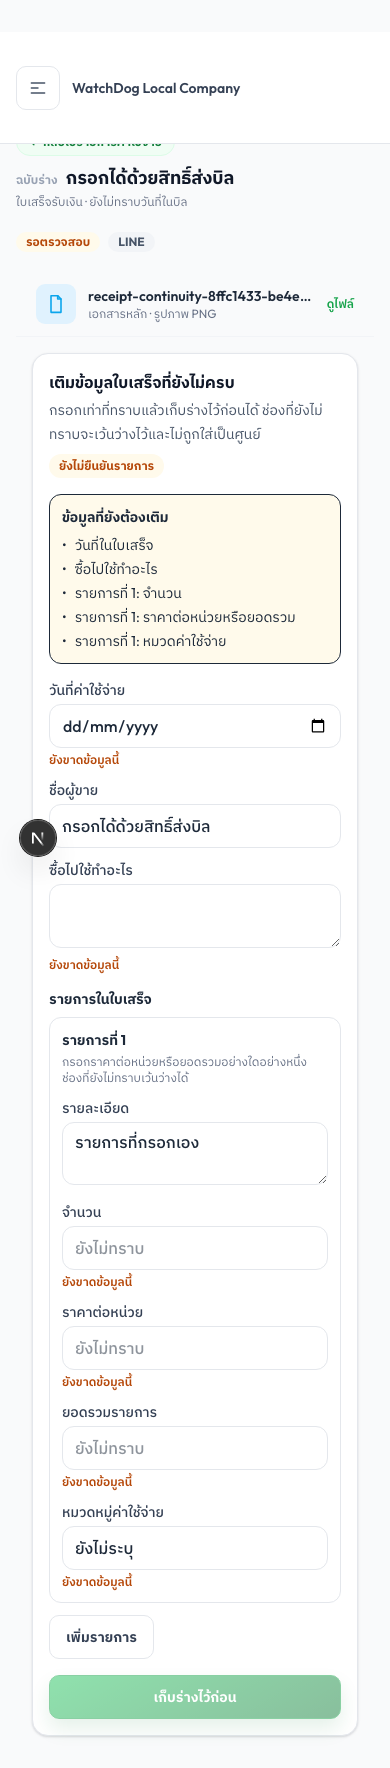 WatchDog Local Company
ฉบับร่าง กรอกได้ด้วยสิทธิ์ส่งบิล
ใบเสร็จรับเงิน · ยังไม่ทราบวันที่ในบิล
รอตรวจสอบ LINE
receipt-continuity-8ffc1433-be4e...
ดูไฟล์
เอกสารหลัก · รูปภาพ PNG
เติมข้อมูลใบเสร็จที่ยังไม่ครบ
กรอกเท่าที่ทราบแล้วเก็บร่างไว้ก่อนได้ ช่องที่ยังไม่
ทราบจะเว้นว่างไว้และไม่ถูกใส่เป็นศูนย์
ยังไม่ยืนยันรายการ
ข้อมูลที่ยังต้องเติม
• วันที่ในใบเสร็จ
• ซื้อไปใช้ทำอะไร
• รายการที่ 1: จำนวน
• รายการที่ 1: ราคาต่อหน่วยหรือยอดรวม
• รายการที่ 1: หมวดค่าใช้จ่าย
วันที่ค่าใช้จ่าย
dd/mm/yyyy
ยังขาดข้อมูลนี้
ชื่อผู้ขาย
กรอกได้ด้วยสิทธิ์ส่งบิล
N
ซื้อไปใช้ทำอะไร
ยังขาดข้อมูลนี้
รายการในใบเสร็จ
รายการที่ 1
กรอกราคาต่อหน่วยหรือยอดรวมอย่างใดอย่างหนึ่ง
ช่องที่ยังไม่ทราบเว้นว่างได้
รายละเอียด
รายการที่กรอกเอง
จำนวน
ยังไม่ทราบ
ยังขาดข้อมูลนี้
ราคาต่อหน่วย
ยังไม่ทราบ
ยังขาดข้อมูลนี้
ยอดรวมรายการ
ยังไม่ทราบ
ยังขาดข้อมูลนี้
หมวดหมู่ค่าใช้จ่าย
ยังไม่ระบุ
ยังขาดข้อมูลนี้
เพิ่มรายการ
เก็บร่างไว้ก่อน